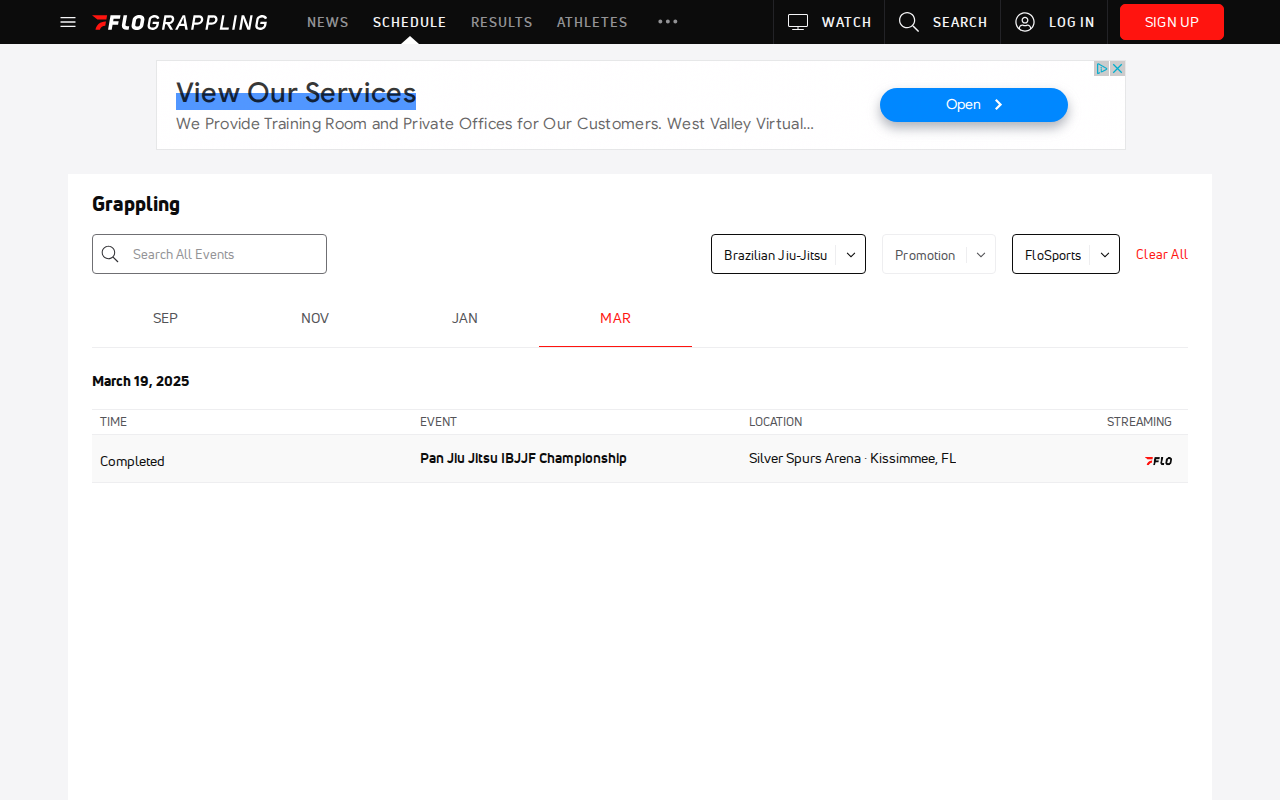 FLOGRAPPLING NEWS SCHEDULE RESULTS ATHLETES WATCH SEARCH LOG IN SIGN UP
View Our Services
We Provide Training Room and Private Offices for Our Customers. West Valley Virtual...
Open
Grappling
Search All Events Brazilian Jiu-Jitsu Promotion FloSports Clear All
SEP NOV JAN MAR
March 19, 2025
TIME EVENT LOCATION STREAMING
Completed Pan Jiu Jitsu IBJJF Championship Silver Spurs Arena · Kissimmee, FL FLO